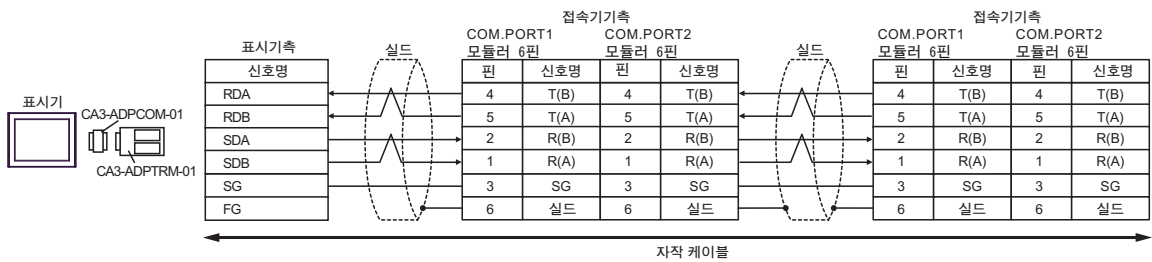 접속기기측
접속기기측
COM.PORT1 COM.PORT2
COM.PORT1 COM.PORT2
표시기측 실드 모듈러 6핀 모듈러 6핀 실드 모듈러 6핀 모듈러 6핀
신호명 핀 신호명 핀 신호명 핀 신호명 핀 신호명
RDA 4 T(B) 4 T(B) 4 T(B) 4 T(B)
RDB 5 T(A) 5 T(A) 5 T(A) 5 T(A)
SDA 2 R(B) 2 R(B) 2 R(B) 2 R(B)
SDB 1 R(A) 1 R(A) 1 R(A) 1 R(A)
SG 3 SG 3 SG 3 SG 3 SG
FG 6 실드 6 실드 6 실드 6 실드
표시기
CA3-ADPCOM-01
CA3-ADPTRM-01
자작 케이블